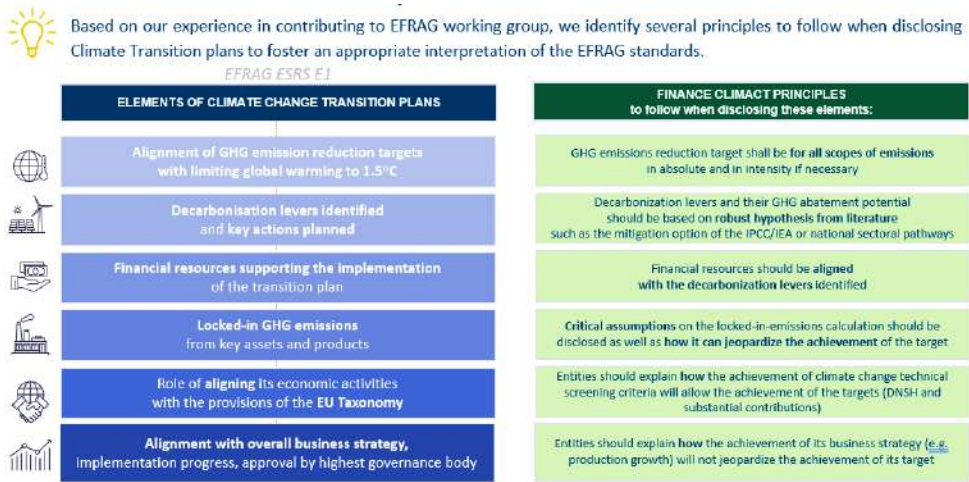 Based on our experience in contributing to EFRAG working group, we identify several principles to follow when disclosing
Climate Transition plans to foster an appropriate interpretation of the EFRAG standards.
EFRAG ESRS E1
ELEMENTS OF CLIMATE CHANGE TRANSITION PLANS
FINANCE CLIMACT PRINCIPLES
to follow when disclosing these elements:
Alignment of GHG emission reduction targets
with limiting global warming to 1.5°C
GHG emissions reduction target shall be for all scopes of emissions
in absolute and in intensity if necessary
Decarbonisation levers identified
and key actions planned
Decarbonization levers and their GHG abatement potential
should be based on robust hypothesis from literature
such as the mitigation option of the IPCC/IEA or national sectoral pathways
Financial resources supporting the implementation
of the transition plan
Financial resources should be aligned
with the decarbonization levers identified
Locked-in GHG emissions
from key assets and products
Critical assumptions on the locked-in-emissions calculation should be
disclosed as well as how it can jeopardize the achievement of the target
Role of aligning its economic activities
with the provisions of the EU Taxonomy
Entities should explain how the achievement of climate change technical
screening criteria will allow the achievement of the targets (DNSH and
substantial contributions)
Alignment with overall business strategy,
implementation progress, approval by highest governance body
Entities should explain how the achievement of its business strategy (e.g.
production growth) will not jeopardize the achievement of its target